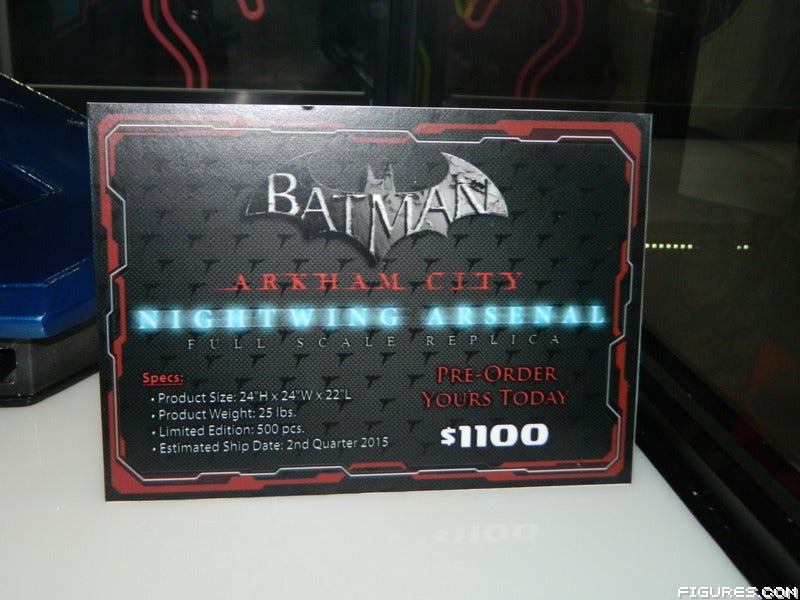 BATMAN
ARKHAM CITY
NIGHTWING ARSENAL
FULL SCALE REPLICA
Specs:
• Product Size: 24"H x 24"W x 22"L
• Product Weight: 25 lbs.
• Limited Edition: 500 pcs.
• Estimated Ship Date: 2nd Quarter 2015
PRE-ORDER
YOURS TODAY
$1100
FIGURES.COM